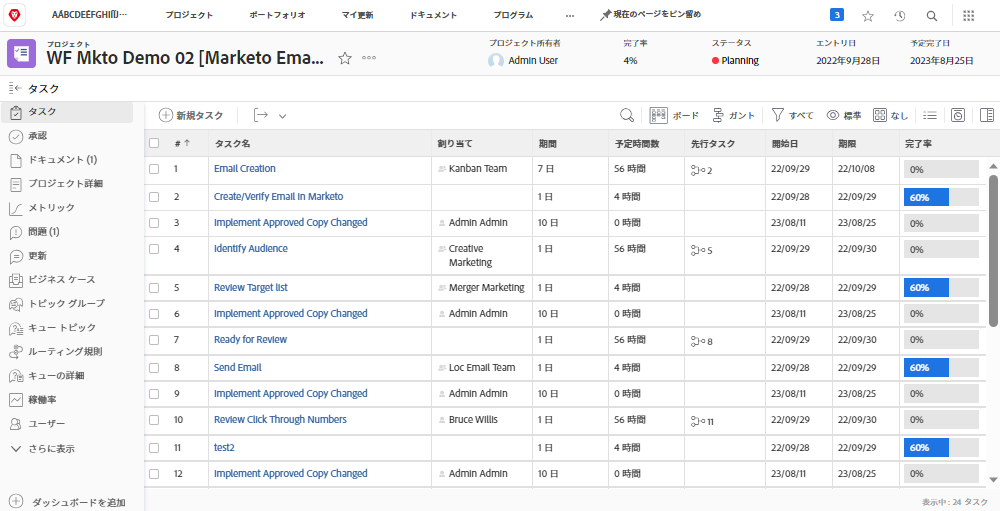 AÁBCDEÉFGHIÍJ···
プロジェクト
ポートフォリオ
マイ更新
ドキュメント
プログラム
···
現在のページをピン留め
3
プロジェクト
WF Mkto Demo 02 [Marketo Ema...
プロジェクト所有者
Admin User
完了率
4%
ステータス
Planning
エントリ日
2022年9月28日
予定完了日
2023年8月25日
タスク
タスク
承認
ドキュメント (1)
プロジェクト詳細
メトリック
問題 (1)
更新
ビジネス ケース
トピック グループ
キュー トピック
ルーティング規則
キューの詳細
稼働率
ユーザー
さらに表示
ダッシュボードを追加
新規タスク
ボード
ガント
すべて
標準
なし
# タスク名 割り当て 期間 予定時間数 先行タスク 開始日 期限 完了率
1 Email Creation Kanban Team 7 日 56 時間 2 22/09/29 22/10/08 0%
2 Create/Verify Email In Marketo 1 日 4 時間 22/09/28 22/09/29 60%
3 Implement Approved Copy Changed Admin Admin 10 日 0 時間 23/08/11 23/08/25 0%
4 Identify Audience Creative Marketing 1 日 56 時間 5 22/09/29 22/09/30 0%
5 Review Target list Merger Marketing 1 日 4 時間 22/09/28 22/09/29 60%
6 Implement Approved Copy Changed Admin Admin 10 日 0 時間 23/08/11 23/08/25 0%
7 Ready for Review 1 日 56 時間 8 22/09/29 22/09/30 0%
8 Send Email Loc Email Team 1 日 4 時間 22/09/28 22/09/29 60%
9 Implement Approved Copy Changed Admin Admin 10 日 0 時間 23/08/11 23/08/25 0%
10 Review Click Through Numbers Bruce Willis 1 日 56 時間 11 22/09/29 22/09/30 0%
11 test2 1 日 4 時間 22/09/28 22/09/29 60%
12 Implement Approved Copy Changed Admin Admin 10 日 0 時間 23/08/11 23/08/25 0%
表示中 : 24 タスク